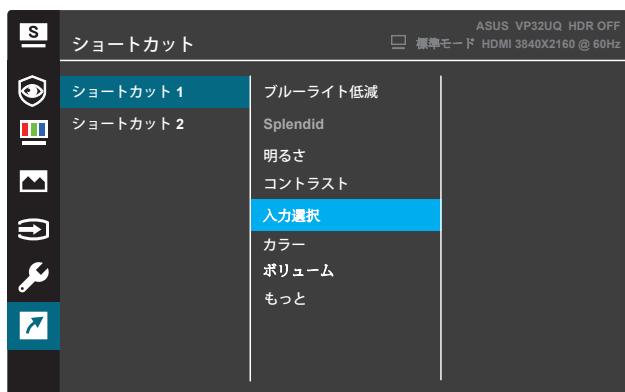 S
ショートカット
ASUS VP32UQ HDR OFF
標準モード HDMI 3840X2160 @ 60Hz
ショートカット 1
ショートカット 2
ブルーライト低減
Splendid
明るさ
コントラスト
入力選択
カラー
ボリューム
もっと